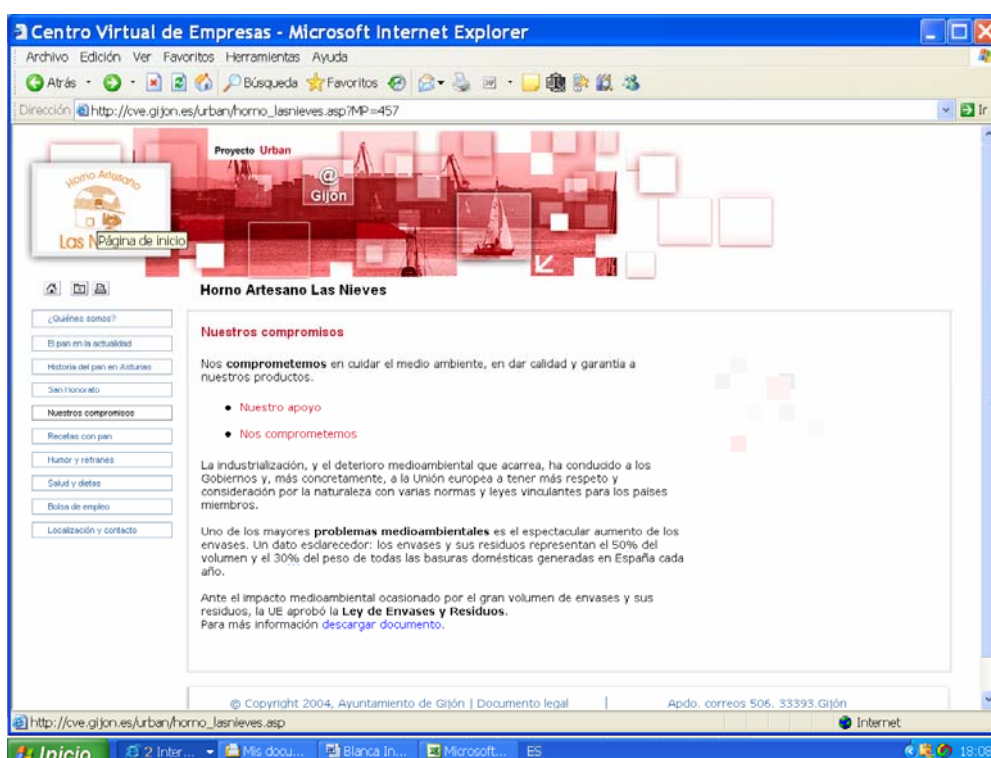 Centro Virtual de Empresas - Microsoft Internet Explorer
Archivo Edición Ver Favoritos Herramientas Ayuda
Atrás Búsqueda Favoritos
Dirección http://cve.gijon.es/urban/horno_lasnieves.asp?MP=457 Ir
Proyecto Urban
@
Gijón
Horno Artesano
Las N
Página de inicio
Horno Artesano Las Nieves
¿Quiénes somos?
El pan en la actualidad
Historia del pan en Asturias
San Honorato
Nuestros compromisos
Recetas con pan
Humor y refranes
Salud y dietas
Bolsa de empleo
Localización y contacto
Nuestros compromisos
Nos comprometemos en cuidar el medio ambiente, en dar calidad y garantía a
nuestros productos.
• Nuestro apoyo
• Nos comprometemos
La industrialización, y el deterioro medioambiental que acarrea, ha conducido a los
Gobiernos y, más concretamente, a la Unión europea a tener más respeto y
consideración por la naturaleza con varias normas y leyes vinculantes para los países
miembros.
Uno de los mayores problemas medioambientales es el espectacular aumento de los
envases. Un dato esclarecedor: los envases y sus residuos representan el 50% del
volumen y el 30% del peso de todas las basuras domésticas generadas en España cada
año.
Ante el impacto medioambiental ocasionado por el gran volumen de envases y sus
residuos, la UE aprobó la Ley de Envases y Residuos.
Para más información descargar documento.
© Copyright 2004, Ayuntamiento de Gijón | Documento legal | Apdo. correos 506. 33393.Gijón
http://cve.gijon.es/urban/horno_lasnieves.asp Internet
Inicio 2 Inter... Mis docu... Blanca In... Microsoft... ES 18:08